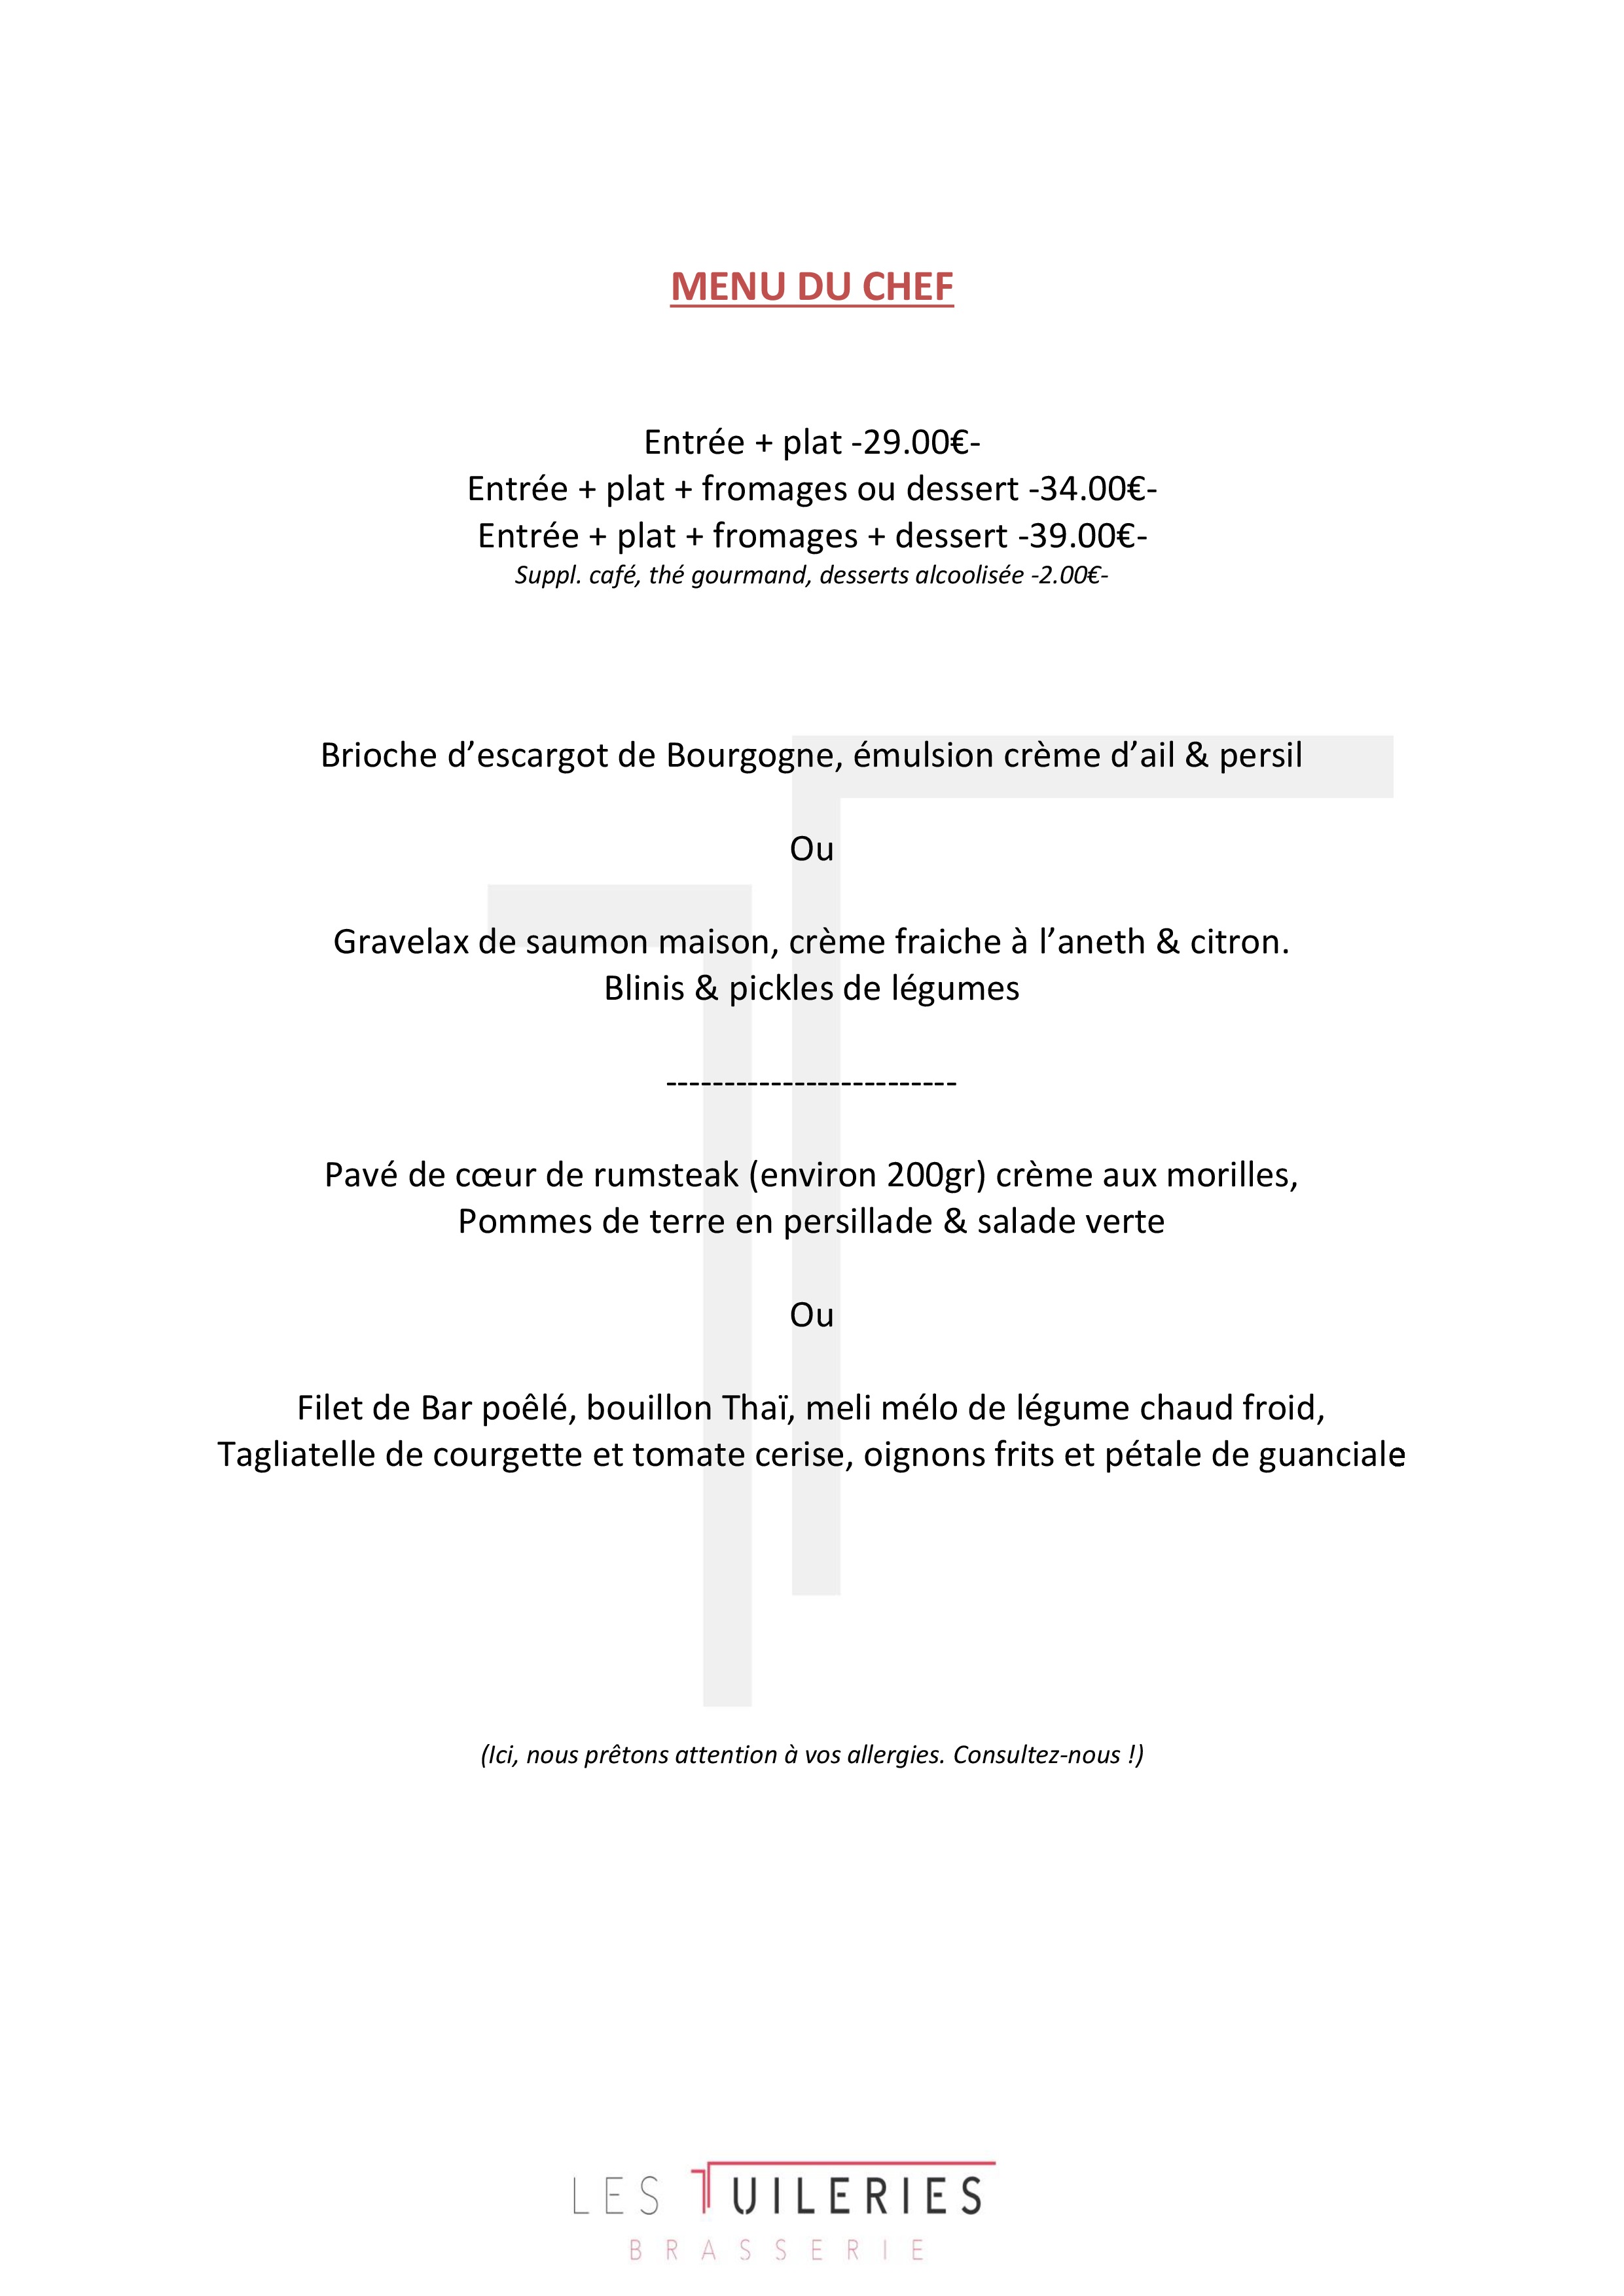 MENU DU CHEF
Entrée + plat -29.00€-
Entrée + plat + fromages ou dessert -34.00€-
Entrée + plat + fromages + dessert -39.00€-
Suppl. café, thé gourmand, desserts alcoolisée -2.00€-
Brioche d’escargot de Bourgogne, émulsion crème d’ail & persil
Ou
Gravelax de saumon maison, crème fraiche à l’aneth & citron.
Blinis & pickles de légumes
-------------------------
Pavé de cœur de rumsteak (environ 200gr) crème aux morilles,
Pommes de terre en persillade & salade verte
Ou
Filet de Bar poêlé, bouillon Thaï, meli mélo de légume chaud froid,
Tagliatelle de courgette et tomate cerise, oignons frits et pétale de guanciale
(Ici, nous prêtons attention à vos allergies. Consultez-nous !)
LES TUILERIES
BRASSERIE